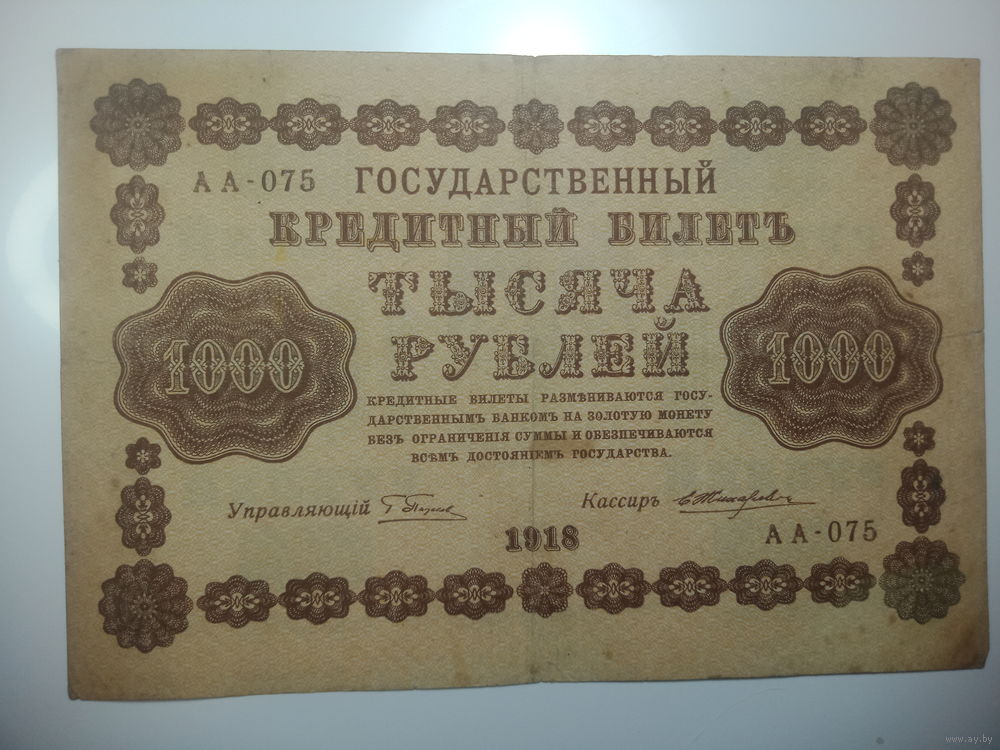 АА-075 ГОСУДАРСТВЕННЫЙ
КРЕДИТНЫЙ БИЛЕТЪ
ТЫСЯЧА
РУБЛЕЙ
1000
1000
КРЕДИТНЫЕ БИЛЕТЫ РАЗМѢНИВАЮТСЯ ГОСУ-
ДАРСТВЕННЫМЪ БАНКОМЪ НА ЗОЛОТУЮ МОНЕТУ
БЕЗЪ ОГРАНИЧЕНІЯ СУММЫ И ОБЕЗПЕЧИВАЮТСЯ
ВСѢМЪ ДОСТОЯНІЕМЪ ГОСУДАРСТВА.
Управляющій
Кассиръ
1918
АА-075
www.ay.by